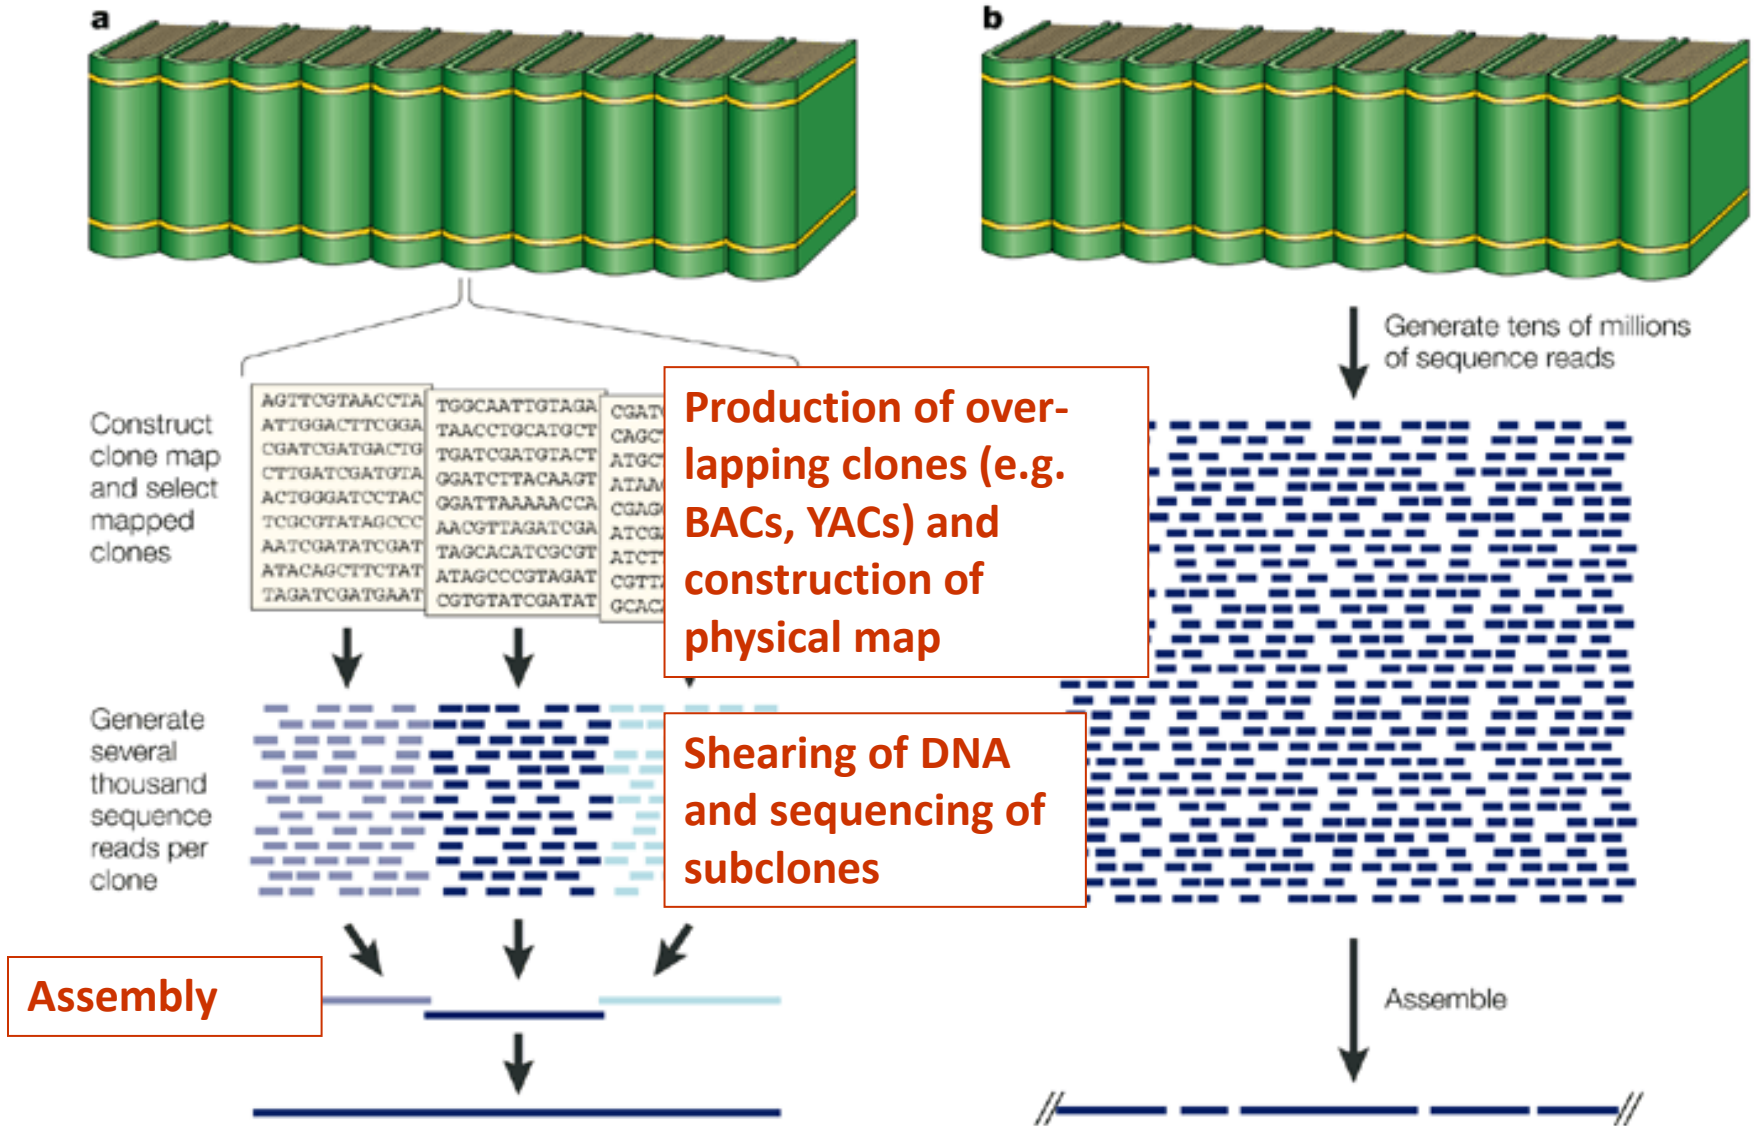 a
Construct
clone map
and select
mapped
clones
AGTTCGTAACCTA
ATTGGACTTCGGA
CGATCGATGACTG
CTTGATCGATGTA
ACTGGGATCCTAC
TCGCGTATAGCCC
AATCGATATCGAT
ATACAGCTTCTAT
TAGATCGATGAAT
TGGCAATTGTAGA
TAACCTGCATGCT
TGATCGATGTACT
GGATCTTACAAGT
GGATTAAAAACCA
AACGTTAGATCGA
TAGCACATCGCGT
ATAGCCCGTAGAT
CGTGTATCGATAT
Production of over-
lapping clones (e.g.
BACs, YACs) and
construction of
physical map
Generate
several
thousand
sequence
reads per
clone
Shearing of DNA
and sequencing of
subclones
Assembly
b
Generate tens of millions
of sequence reads
Assemble